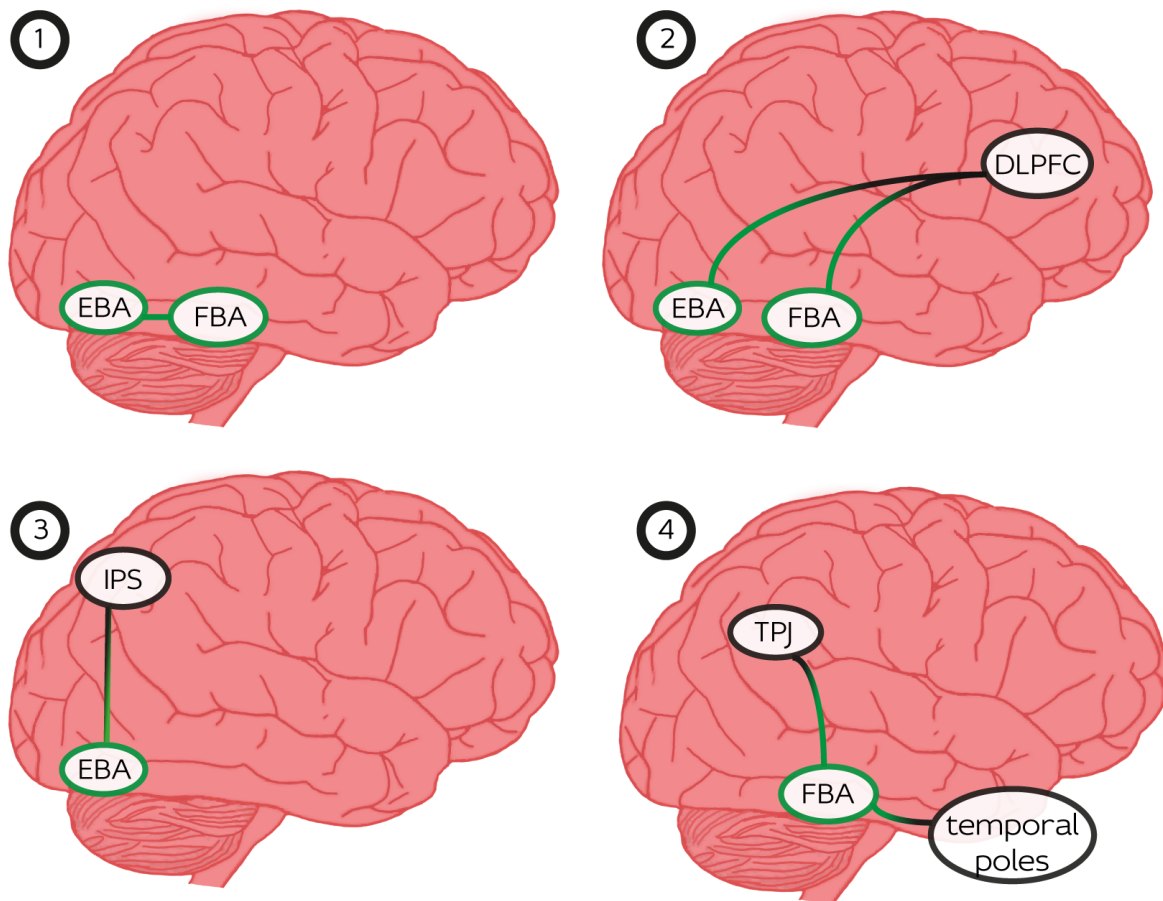 1
EBA
FBA
2
DLPFC
EBA
FBA
3
IPS
EBA
4
TPJ
FBA
temporal
poles